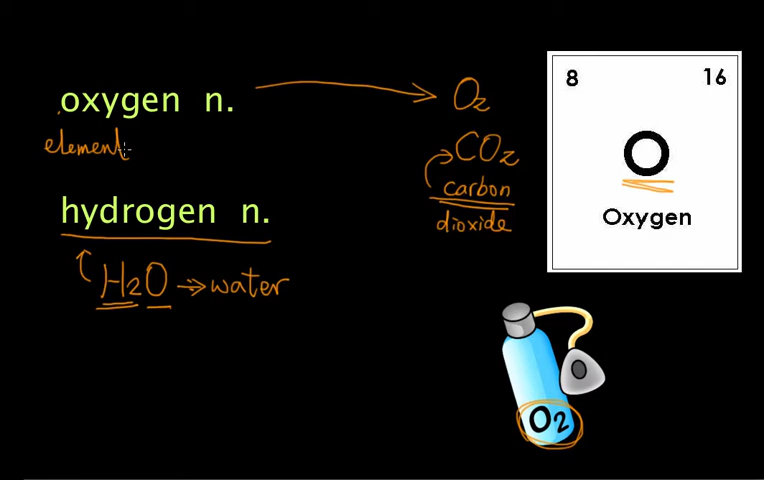 oxygen n.
element
hydrogen n.
H2O → water
O2
CO2
carbon
dioxide
8 16
O
Oxygen
O2